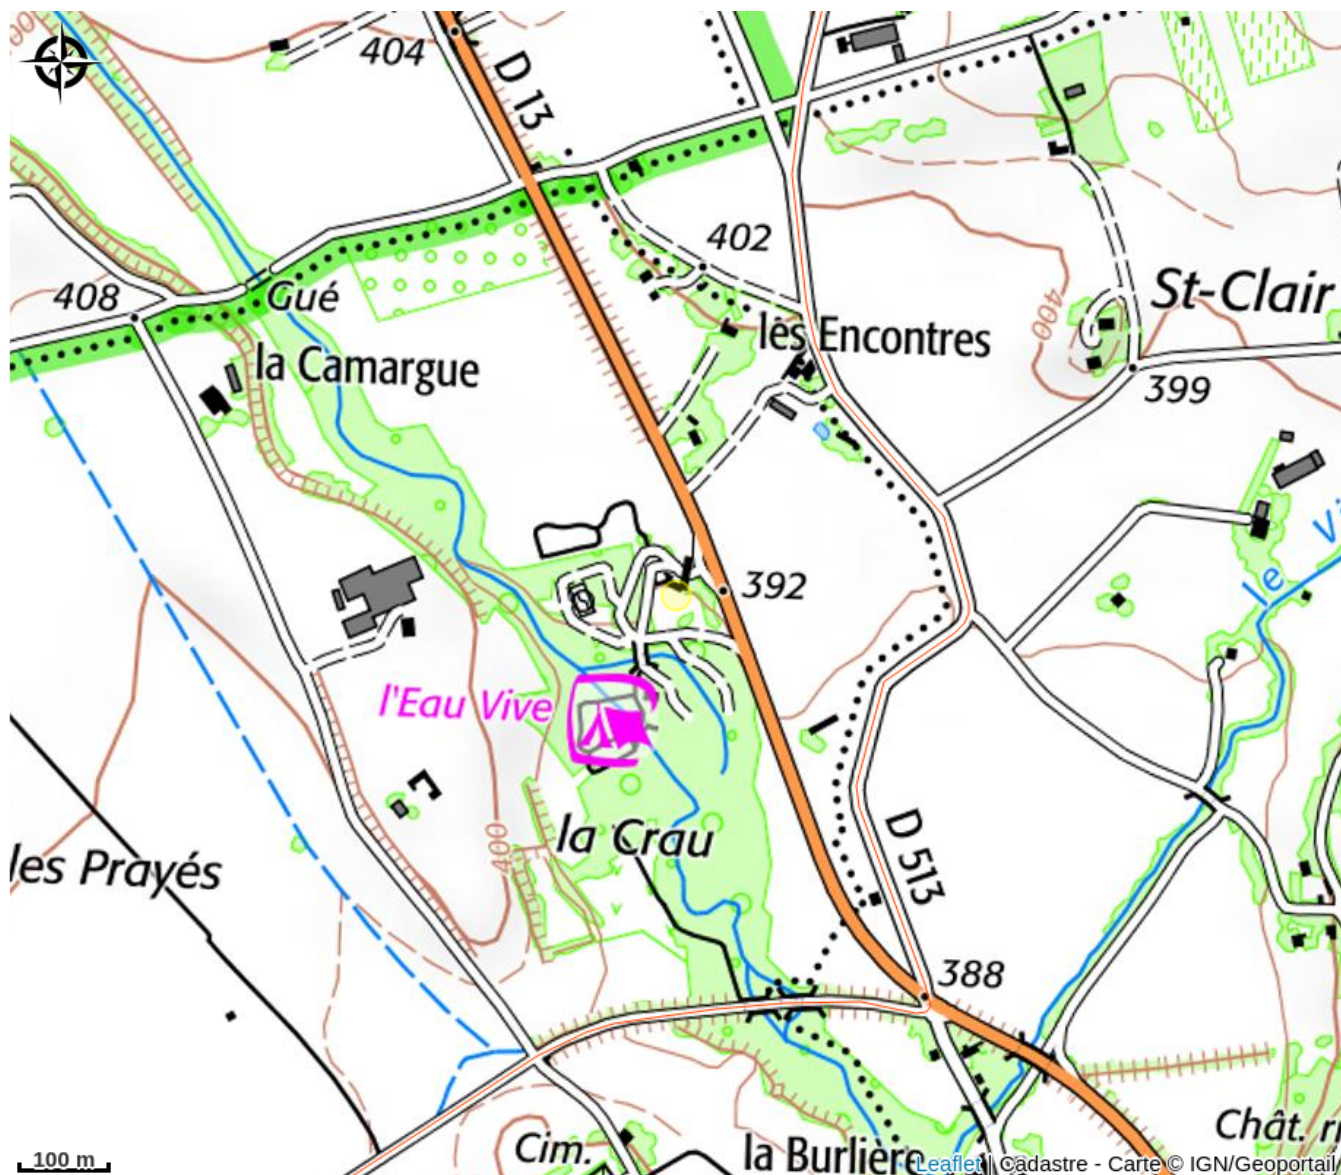 404
D 13
402
408
Gué
St-Clair
les Encontres
la Camargue
400
399
392
Le Vi
l'Eau Vive
400
la Crau
D 513
les Prayés
388
Cim.
la Burlière
Chât. r
100 m
Leaflet | Cadastre - Carte © IGN/Geoportail